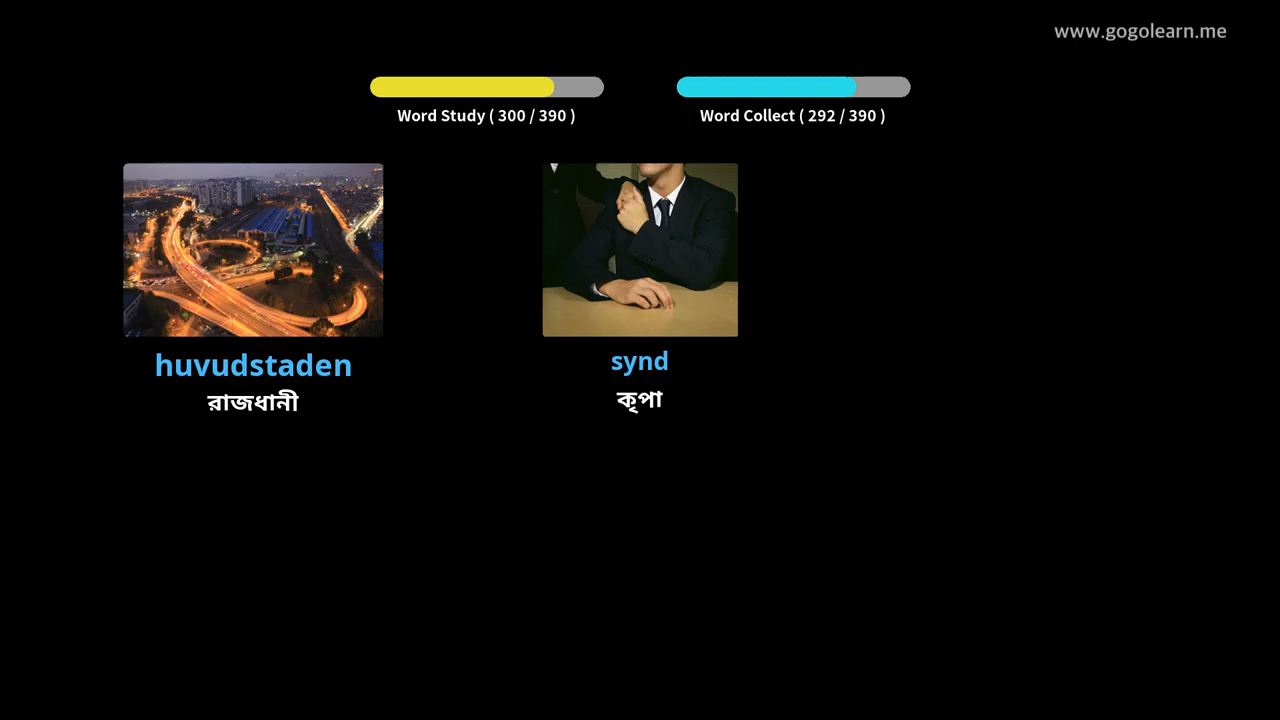 www.gogolearn.me
Word Study ( 300 / 390 )
Word Collect ( 292 / 390 )
huvudstaden
রাজধানী
synd
কৃপা